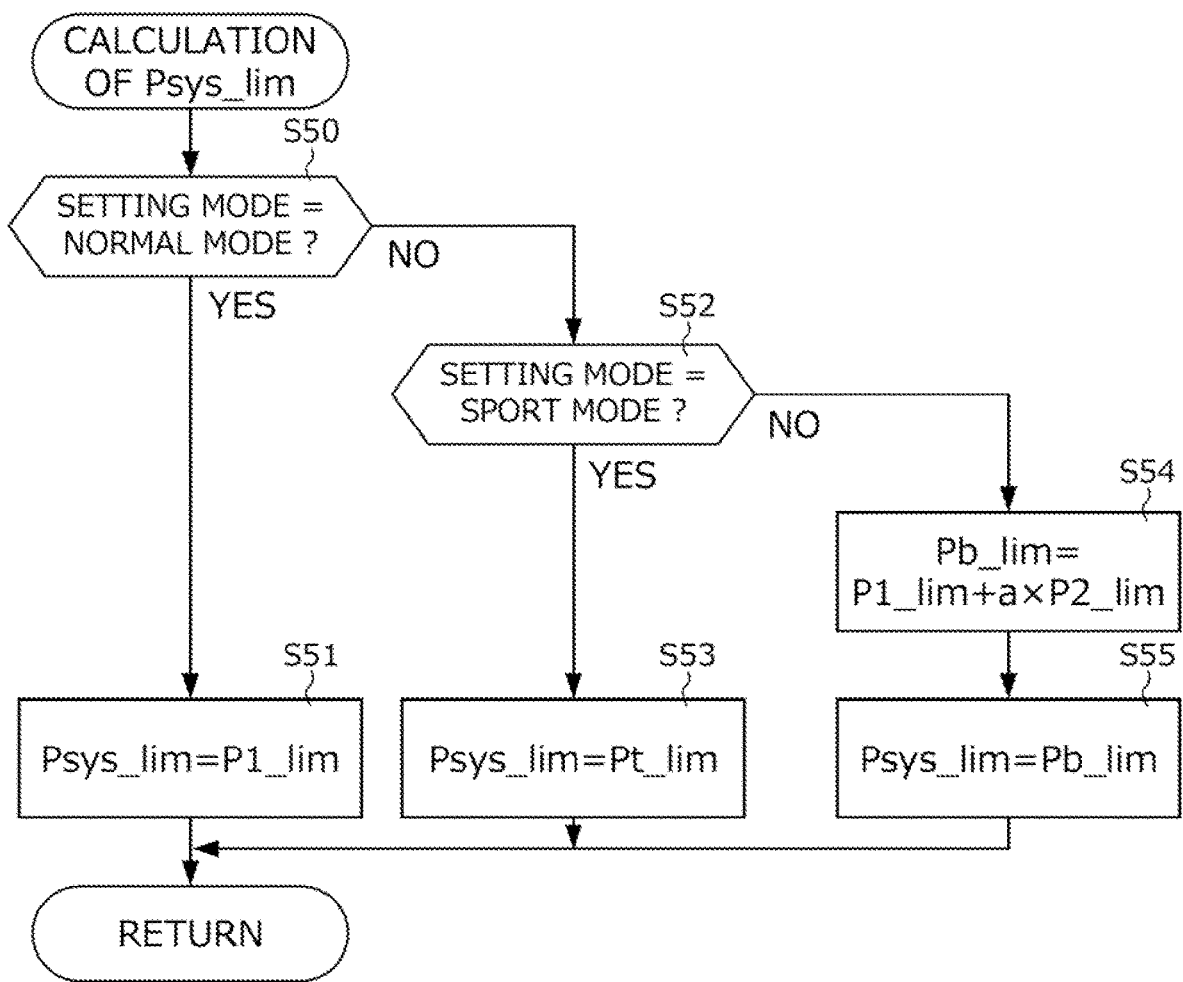 CALCULATION
OF Psys_lim
S50
SETTING MODE =
NORMAL MODE ?
NO
YES
S52
SETTING MODE =
SPORT MODE ?
NO
YES
S54
Pb_lim=
P1_lim+a×P2_lim
S51
Psys_lim=P1_lim
S53
Psys_lim=Pt_lim
S55
Psys_lim=Pb_lim
RETURN